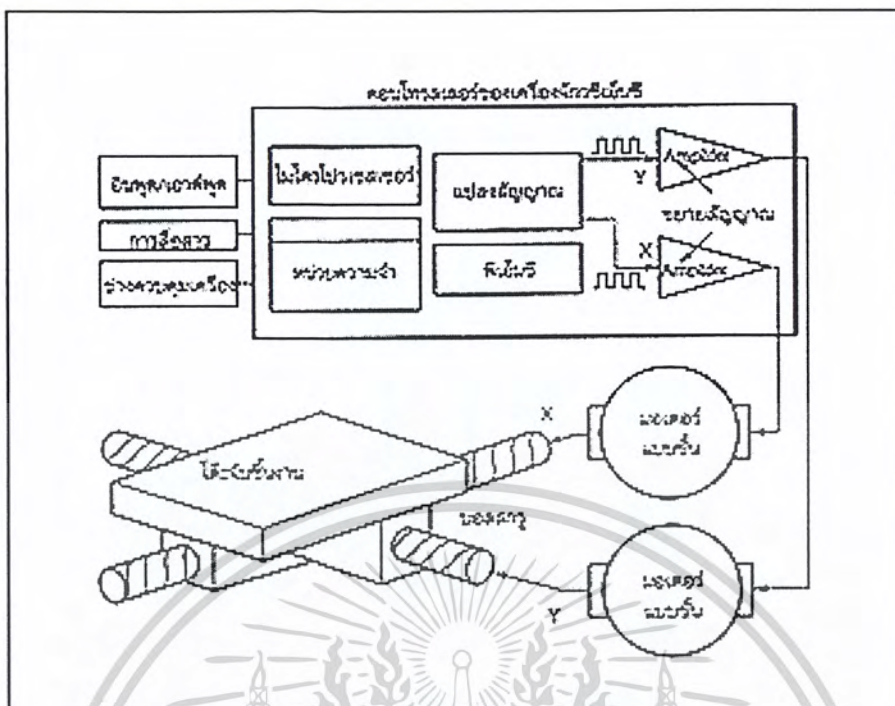 คอนโทรลเลอร์ของเครื่องจักรซีเอ็นซี
อินพุต/เอาต์พุต
การสื่อสาร
ช่างควบคุมเครื่อง
ไมโครโปรเซสเซอร์
หน่วยความจำ
แปลงสัญญาณ
พีเอ็มซี
Y
Amplifier
ขยายสัญญาณ
X
Amplifier
X
มอเตอร์
แบบขั้น
โต๊ะจับชิ้นงาน
บอลสกรู
Y
มอเตอร์
แบบขั้น